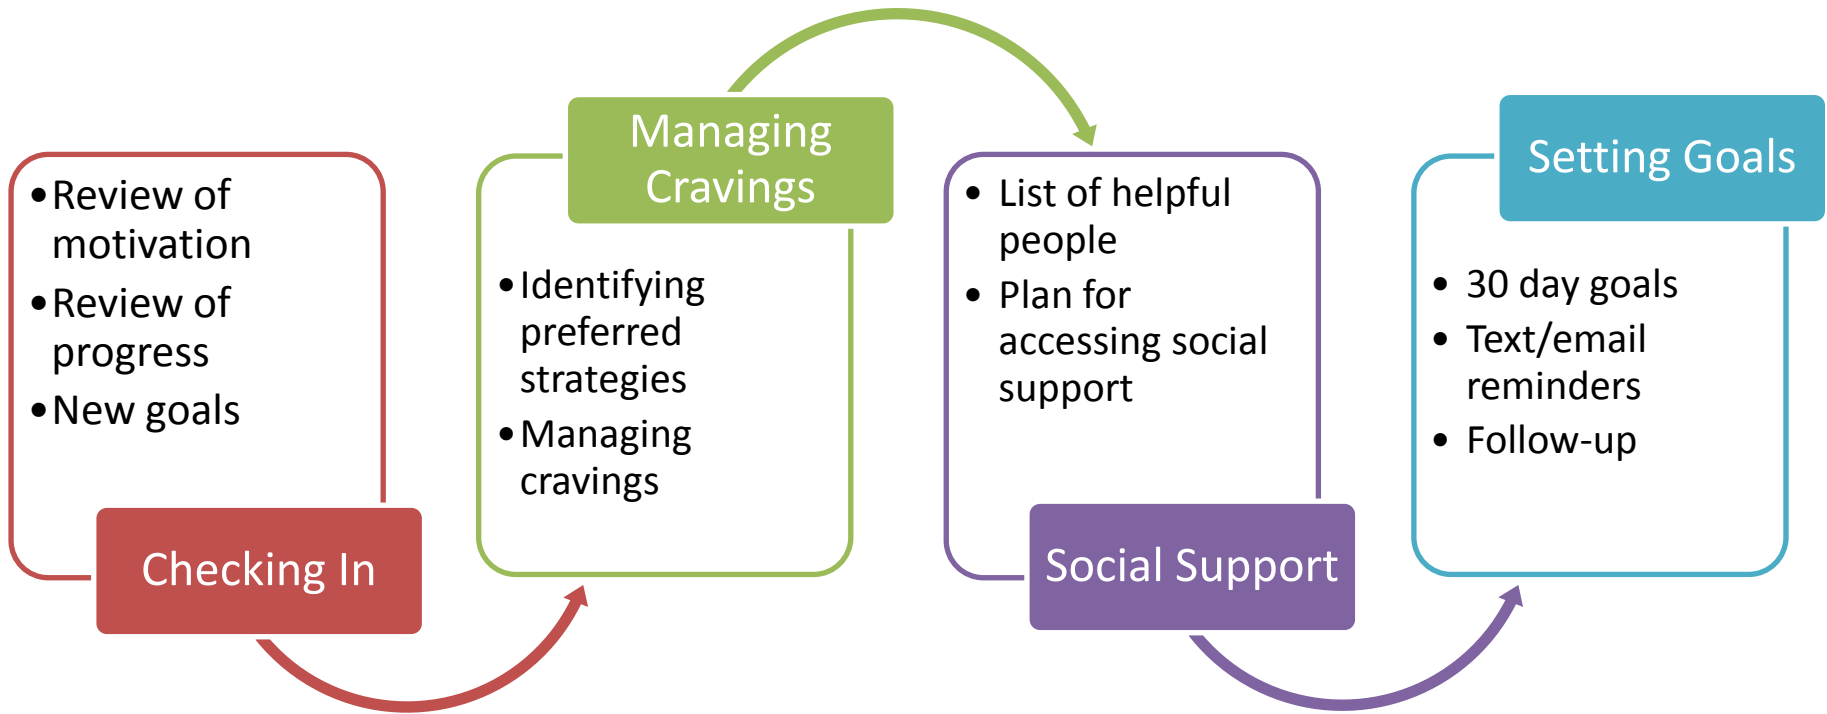 •Review of
motivation
•Review of
progress
•New goals
Checking In
Managing
Cravings
•Identifying
preferred
strategies
•Managing
cravings
• List of helpful
people
• Plan for
accessing social
support
Social Support
Setting Goals
• 30 day goals
• Text/email
reminders
• Follow-up